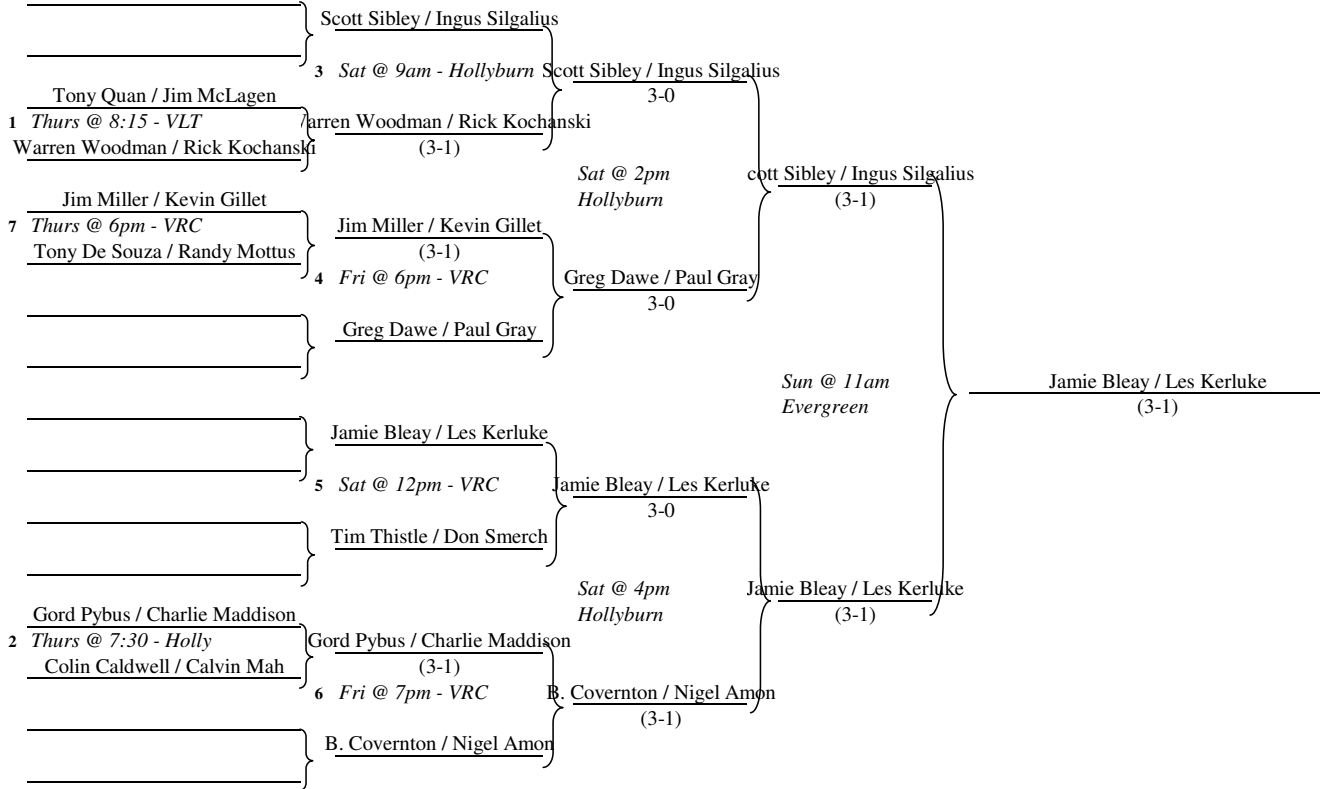 Scott Sibley / Ingus Silgalius
3 Sat @ 9am - Hollyburn
Scott Sibley / Ingus Silgalius
3-0
Tony Quan / Jim McLagen
1 Thurs @ 8:15 - VLT
arren Woodman / Rick Kochanski
Warren Woodman / Rick Kochanski
(3-1)
Sat @ 2pm
Hollyburn
cott Sibley / Ingus Silgalius
(3-1)
Jim Miller / Kevin Gillet
7 Thurs @ 6pm - VRC
Jim Miller / Kevin Gillet
Tony De Souza / Randy Mottus
(3-1)
4 Fri @ 6pm - VRC
Greg Dawe / Paul Gray
3-0
Greg Dawe / Paul Gray
Sun @ 11am
Evergreen
Jamie Bleay / Les Kerluke
(3-1)
Jamie Bleay / Les Kerluke
5 Sat @ 12pm - VRC
Jamie Bleay / Les Kerluke
3-0
Tim Thistle / Don Smerch
Sat @ 4pm
Hollyburn
Jamie Bleay / Les Kerluke
(3-1)
Gord Pybus / Charlie Maddison
2 Thurs @ 7:30 - Holly
Gord Pybus / Charlie Maddison
Colin Caldwell / Calvin Mah
(3-1)
6 Fri @ 7pm - VRC
B. Covernton / Nigel Amon
(3-1)
B. Covernton / Nigel Amon